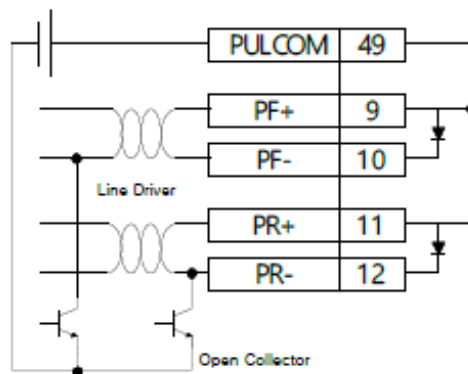 PULCOM 49
PF+ 9
PF- 10
Line Driver
PR+ 11
PR- 12
Open Collector